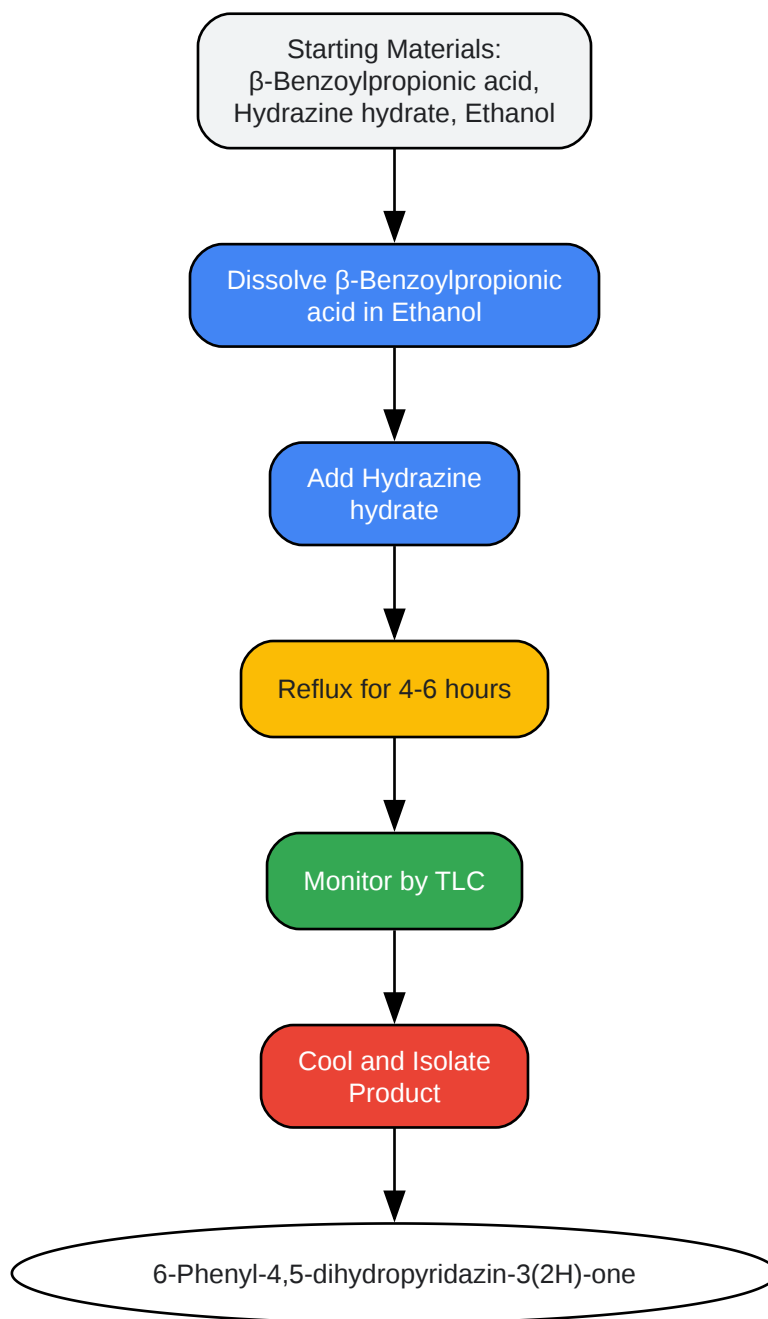 Starting Materials:
β-Benzoylpropionic acid,
Hydrazine hydrate, Ethanol
Dissolve β-Benzoylpropionic
acid in Ethanol
Add Hydrazine
hydrate
Reflux for 4-6 hours
Monitor by TLC
Cool and Isolate
Product
6-Phenyl-4,5-dihydropyridazin-3(2H)-one